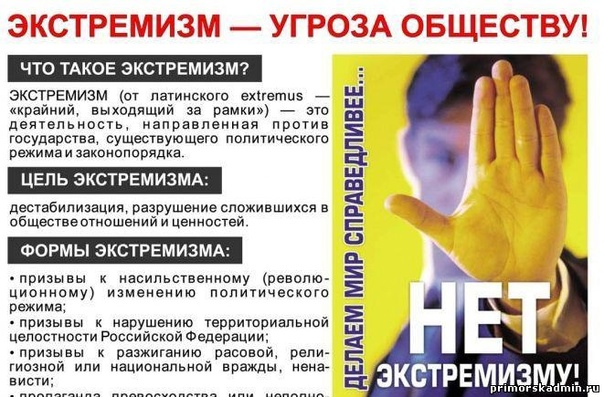 ЭКСТРЕМИЗМ — УГРОЗА ОБЩЕСТВУ!
ЧТО ТАКОЕ ЭКСТРЕМИЗМ?
ЭКСТРЕМИЗМ (от латинского extremus —
«крайний, выходящий за рамки») — это
деятельность, направленная против
государства, существующего политического
режима и законопорядка.
ЦЕЛЬ ЭКСТРЕМИЗМА:
дестабилизация, разрушение сложившихся в
обществе отношений и ценностей.
ФОРМЫ ЭКСТРЕМИЗМА:
• призывы к насильственному (револю-
ционному) изменению политического
режима;
• призывы к нарушению территориальной
целостности Российской Федерации;
• призывы к разжиганию расовой, рели-
гиозной или национальной вражды, нена-
висти;
ДЕЛАЕМ МИР СПРАВЕДЛИВЕЕ...
НЕТ
ЭКСТРЕМИЗМУ!
primorskadmin.ru